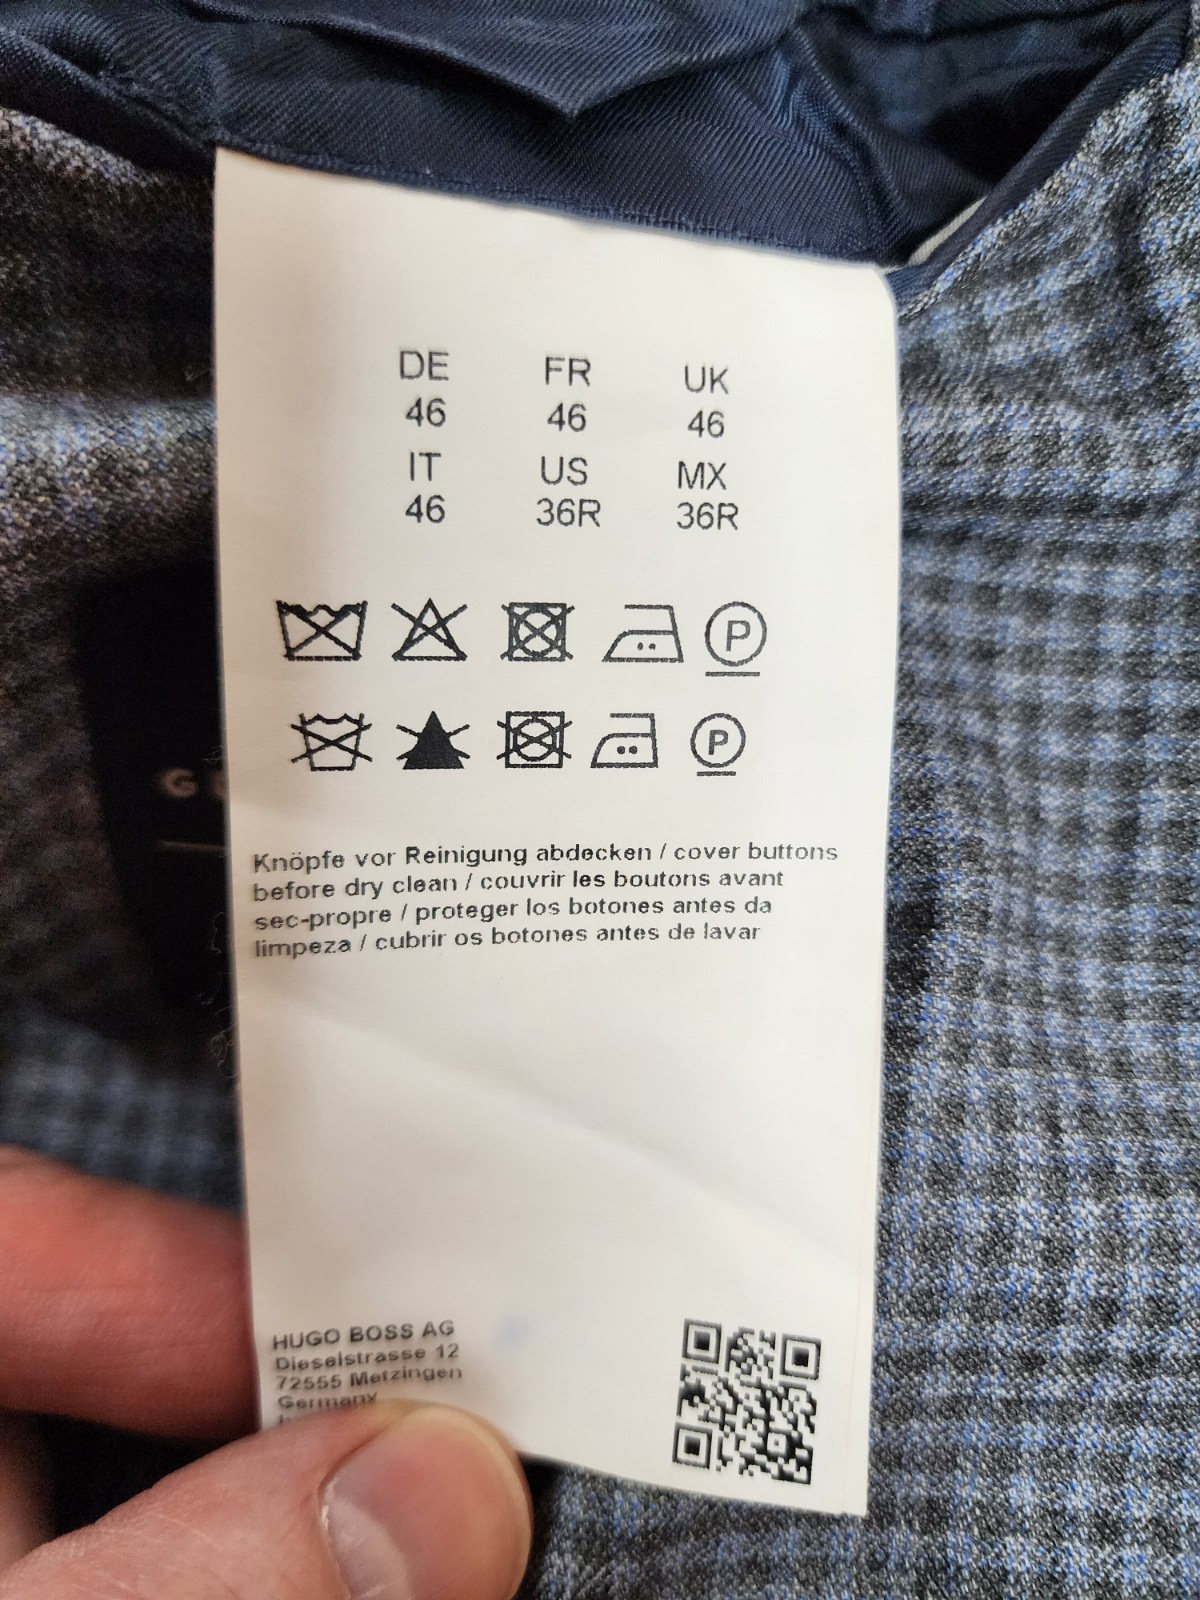 DE FR UK
46 46 46
IT US MX
46 36R 36R
P
P
Knöpfe vor Reinigung abdecken / cover buttons
before dry clean / couvrir les boutons avant
sec-propre / proteger los botones antes da
limpeza / cubrir os botones antes de lavar
HUGO BOSS AG
Dieselstrasse 12
72555 Metzingen
Germany